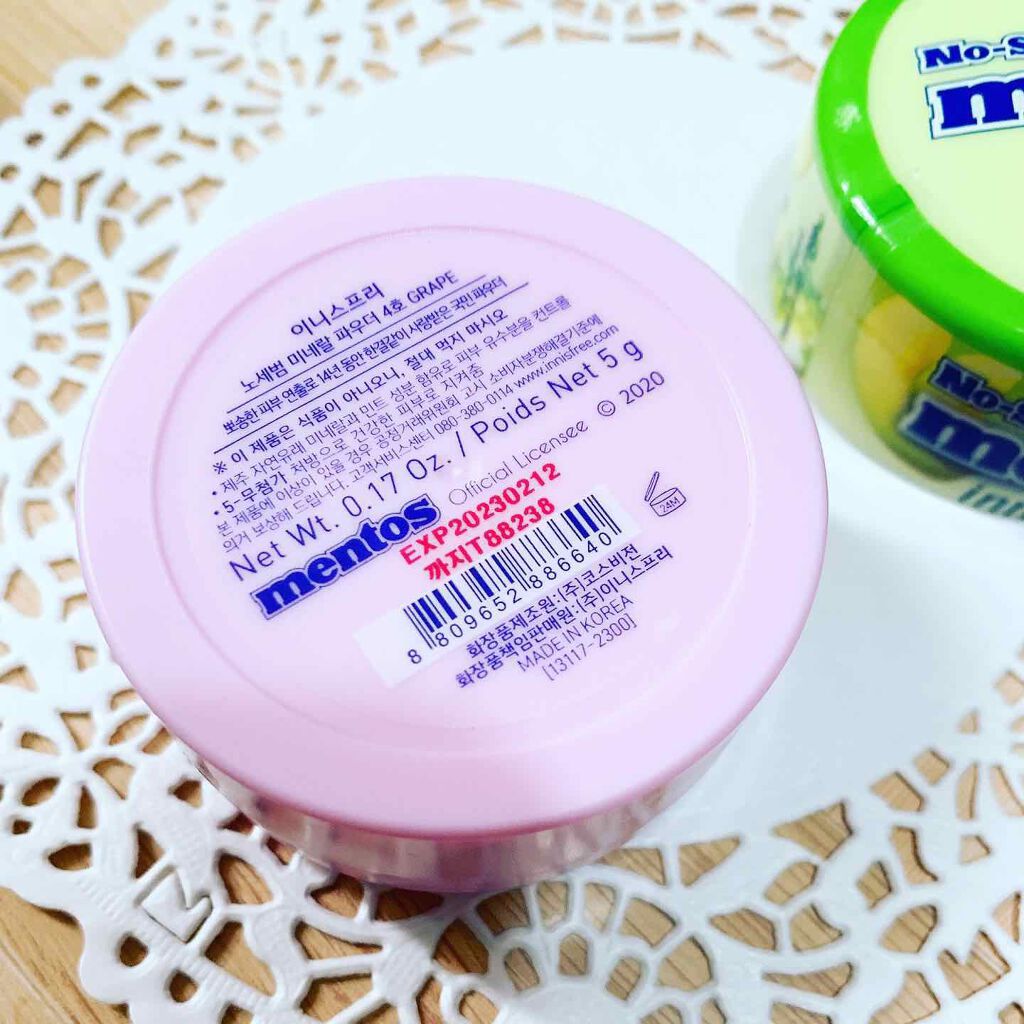 이니스프리
노세범 미네랄 파우더 4호 GRAPE
뽀송한 피부 연출로 14년 동안 한결같이 사랑받은 국민 파우더
※ 이 제품은 식품이 아니오니, 절대 먹지 마시오
• 제주 자연유래 미네랄과 민트 성분 함유로 피부 유수분을 컨트롤
• 5-무첨가 처방으로 건강한 피부로 지켜줌
본 제품에 이상이 있을 경우 공정거래위원회 고시 소비자분쟁해결기준에
의거 보상해 드립니다. 고객서비스센터 080-380-0114 www.innisfree.com
Net Wt. 0.17 Oz. / Poids Net 5 g
mentos Official Licensee © 2020
EXP20230212
까지T88238
24M
8 809652 886640
화장품제조원:(주)코스비전
화장품책임판매원:(주)이니스프리
MADE IN KOREA
[13117-2300]
No-S
m
No-S
me
inn